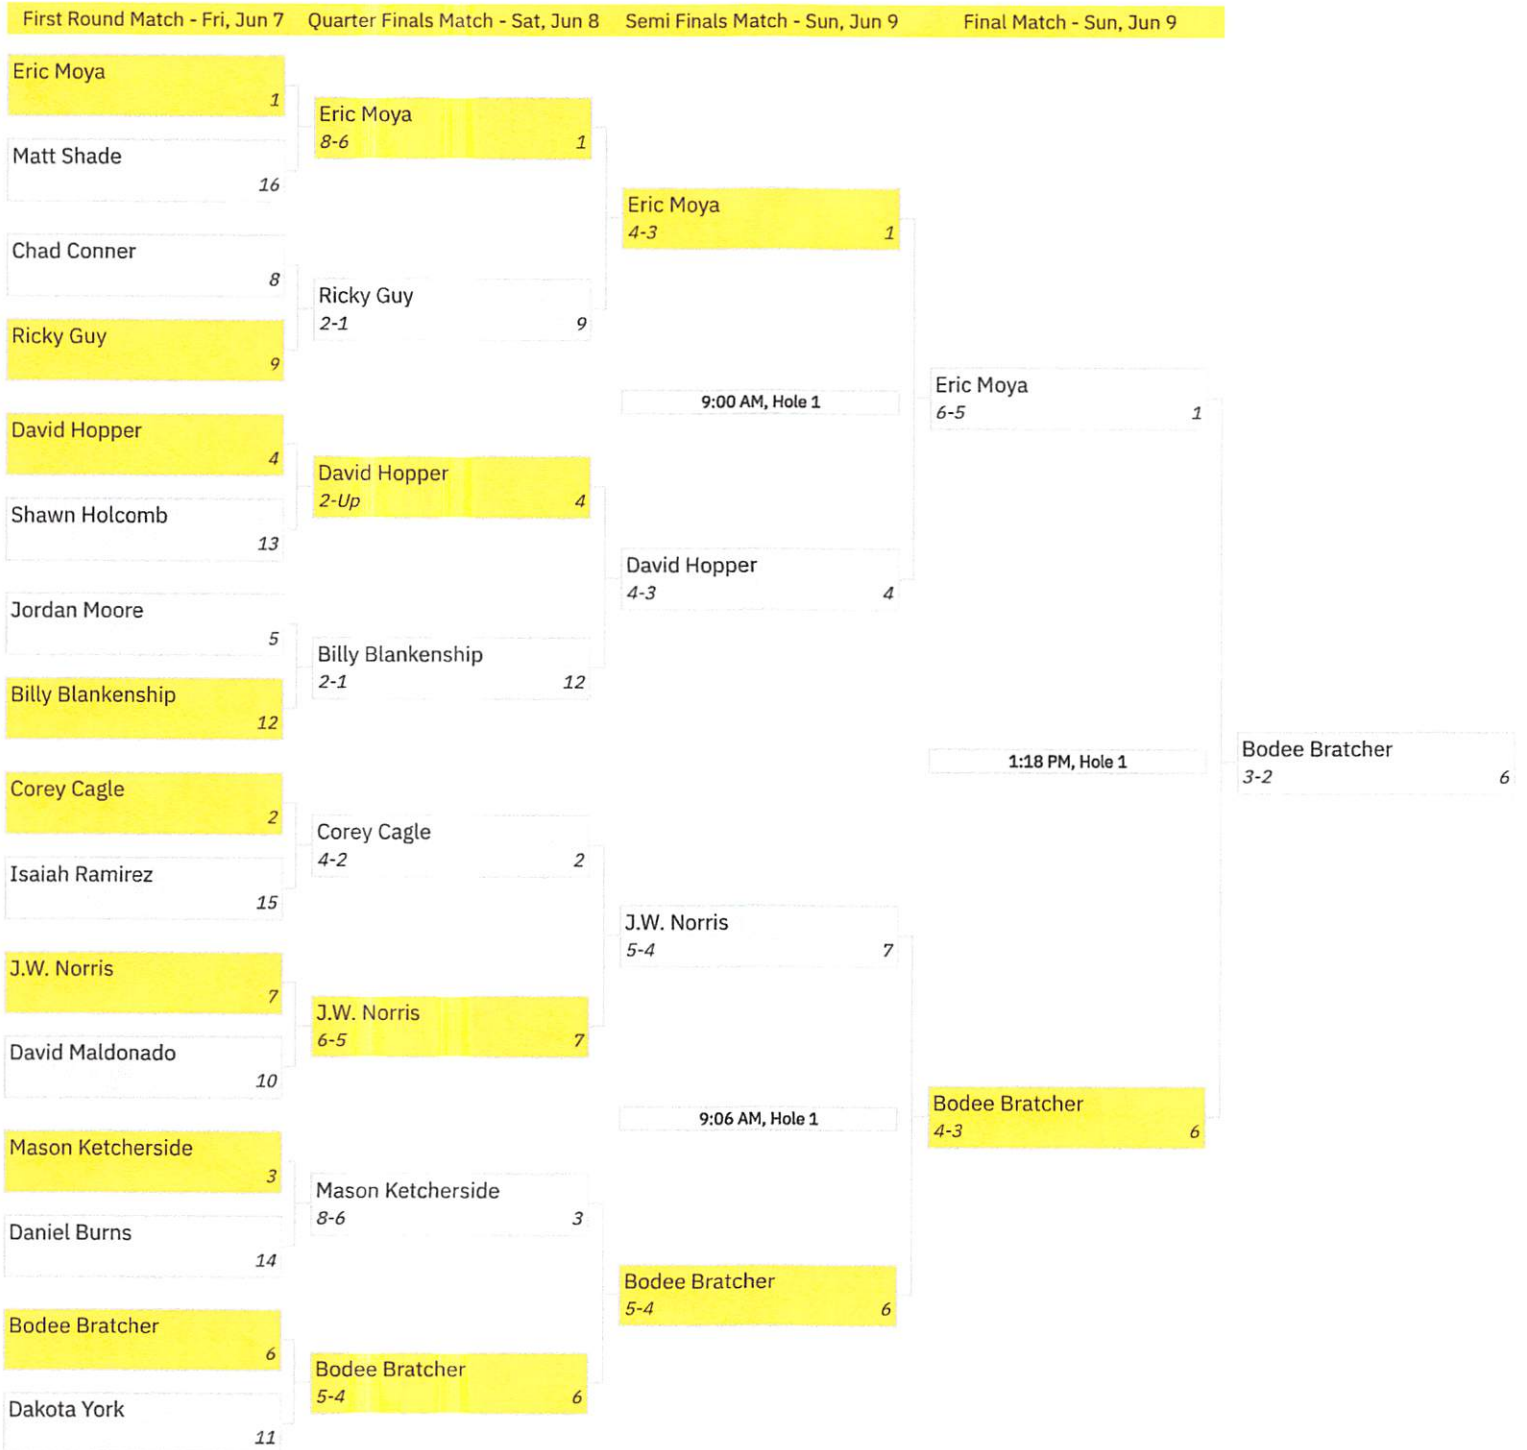 First Round Match - Fri, Jun 7
Quarter Finals Match - Sat, Jun 8
Semi Finals Match - Sun, Jun 9
Final Match - Sun, Jun 9
Eric Moya
1
Matt Shade
16
Chad Conner
8
Ricky Guy
9
David Hopper
4
Shawn Holcomb
13
Jordan Moore
5
Billy Blankenship
12
Corey Cagle
2
Isaiah Ramirez
15
J.W. Norris
7
David Maldonado
10
Mason Ketcherside
3
Daniel Burns
14
Bodee Bratcher
6
Dakota York
11
Eric Moya
8-6 1
Ricky Guy
2-1 9
David Hopper
2-Up 4
Billy Blankenship
2-1 12
Corey Cagle
4-2 2
J.W. Norris
6-5 7
Mason Ketcherside
8-6 3
Bodee Bratcher
5-4 6
Eric Moya
4-3 1
9:00 AM, Hole 1
David Hopper
4-3 4
J.W. Norris
5-4 7
9:06 AM, Hole 1
Bodee Bratcher
5-4 6
Eric Moya
6-5 1
1:18 PM, Hole 1
Bodee Bratcher
4-3 6
Bodee Bratcher
3-2 6